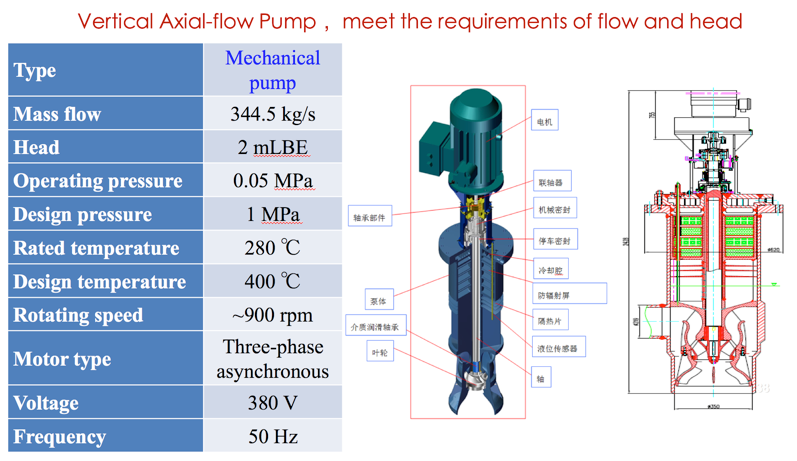 Vertical Axial-flow Pump , meet the requirements of flow and head
Type
Mechanical
pump
Mass flow
344.5 kg/s
Head
2 mLBE
Operating pressure
0.05 MPa
Design pressure
1 MPa
Rated temperature
280 ℃
Design temperature
400 ℃
Rotating speed
~900 rpm
Motor type
Three-phase
asynchronous
Voltage
380 V
Frequency
50 Hz
电机
联轴器
机械密封
轴承部件
停车密封
冷却腔
防辐射屏
泵体
隔热片
介质润滑轴承
液位传感器
叶轮
轴
ø620
ø350